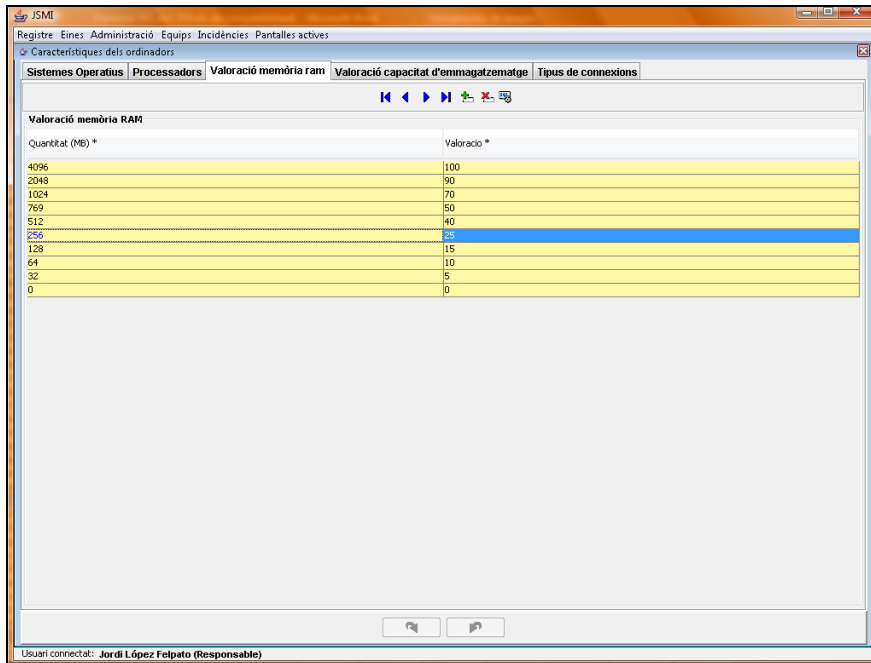 JSMI
Registre Eines Administració Equips Incidències Pantalles actives
Característiques dels ordinadors
Sistemes Operatius Processadors Valoració memòria ram Valoració capacitat d'emmagatzematge Tipus de connexions
Valoració memòria RAM
Quantitat (MB) * Valoracio *
4096 100
2048 90
1024 70
769 50
512 40
256 25
128 15
64 10
32 5
0 0
Usuari connectat: Jordi López Felpato (Responsable)